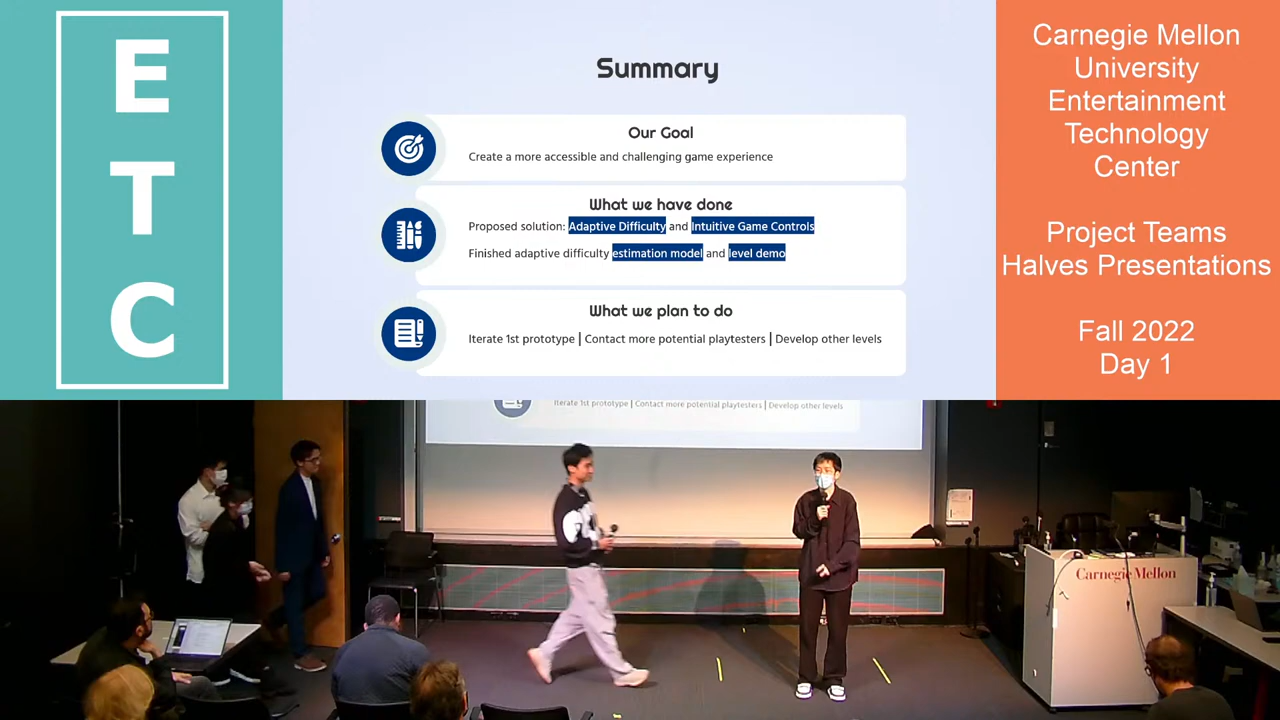 E
T
C
Summary
Our Goal
Create a more accessible and challenging game experience
What we have done
Proposed solution: Adaptive Difficulty and Intuitive Game Controls
Finished adaptive difficulty estimation model and level demo
What we plan to do
Iterate 1st prototype | Contact more potential playtesters | Develop other levels
Carnegie Mellon
University
Entertainment
Technology
Center
Project Teams
Halves Presentations
Fall 2022
Day 1
Iterate 1st prototype | Contact more potential playtesters | Develop other levels
Carnegie Mellon